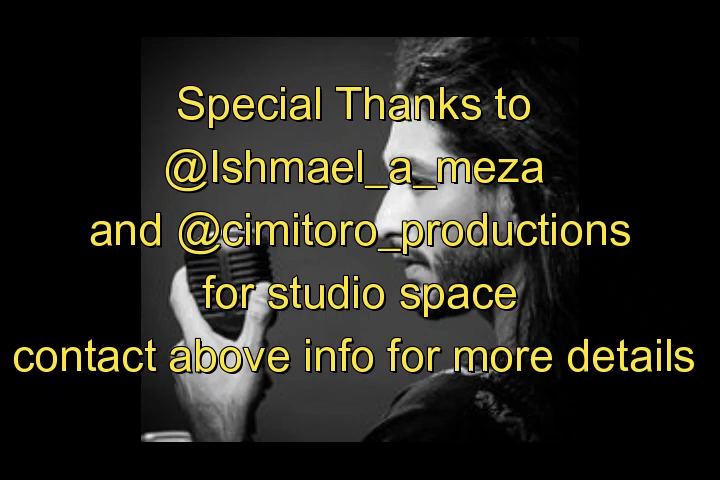 Special Thanks to
@Ishmael_a_meza
and @cimitoro_productions
for studio space
contact above info for more details